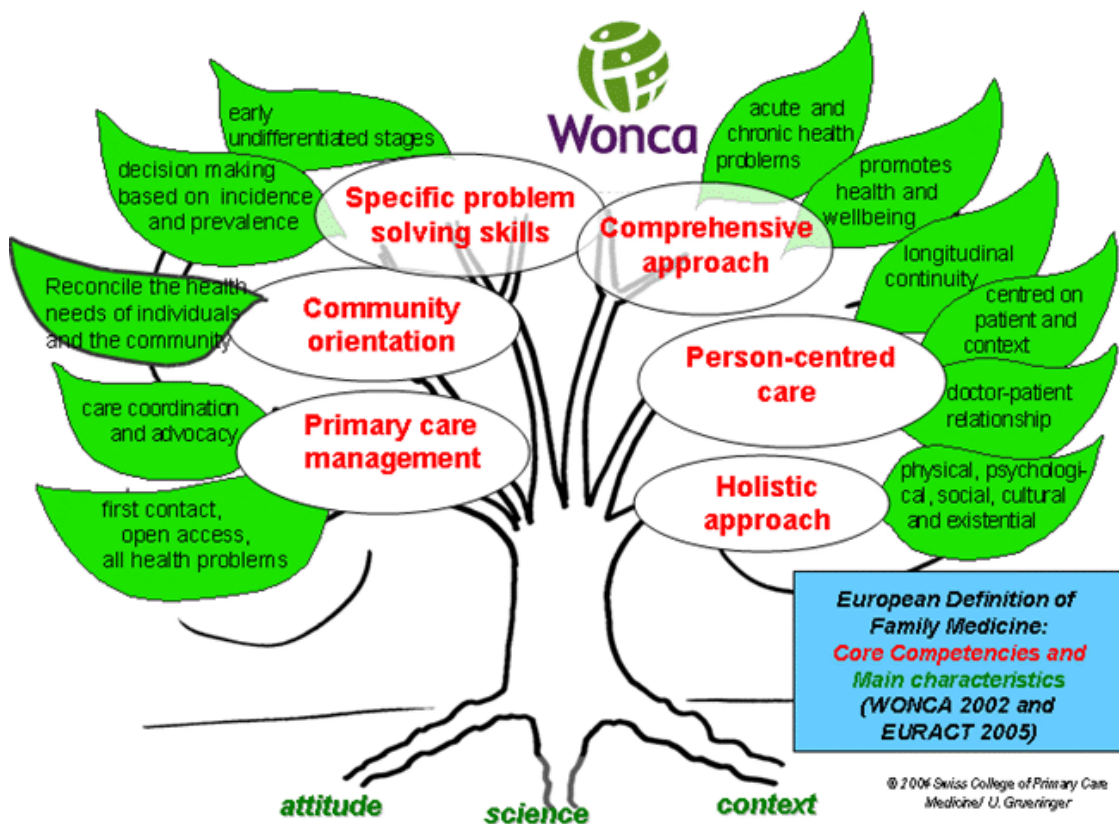 Wonca
early
undifferentiated stages
decision making
based on incidence
and prevalence
Specific problem
solving skills
acute and
chronic health
problems
promotes
health and
wellbeing
Comprehensive
approach
Reconcile the health
needs of individuals
and the community
Community
orientation
longitudinal
continuity
centred on
patient and
context
Person-centred
care
doctor-patient
relationship
care coordination
and advocacy
Primary care
management
Holistic
approach
physical, psychologi-
cal, social, cultural
and existential
first contact,
open access,
all health problems
European Definition of
Family Medicine:
Core Competencies and
Main characteristics
(WONCA 2002 and
EURACT 2005)
attitude
science
context
© 2004 Swiss College of Primary Care
Medicine/ U. Grueninger